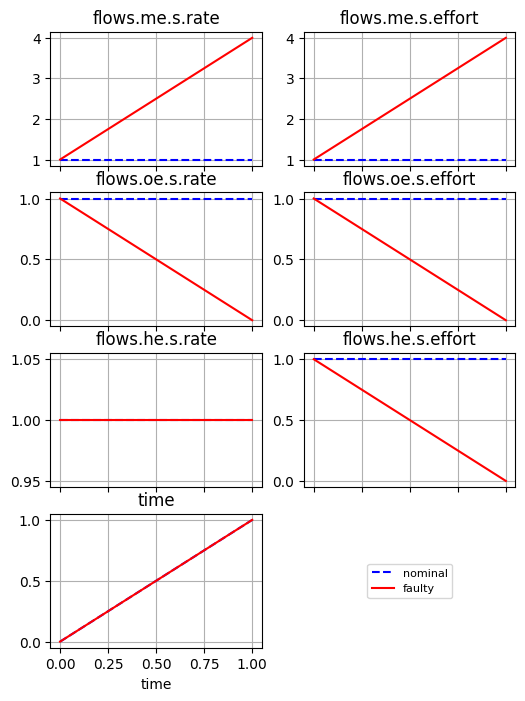 flows.me.s.rate
flows.me.s.effort
4
3
2
1
4
3
2
1
flows.oe.s.rate
flows.oe.s.effort
1.0
0.5
0.0
1.0
0.5
0.0
flows.he.s.rate
flows.he.s.effort
1.05
1.00
0.95
1.0
0.5
0.0
time
1.0
0.5
0.0
0.00 0.25 0.50 0.75 1.00
time
nominal
faulty